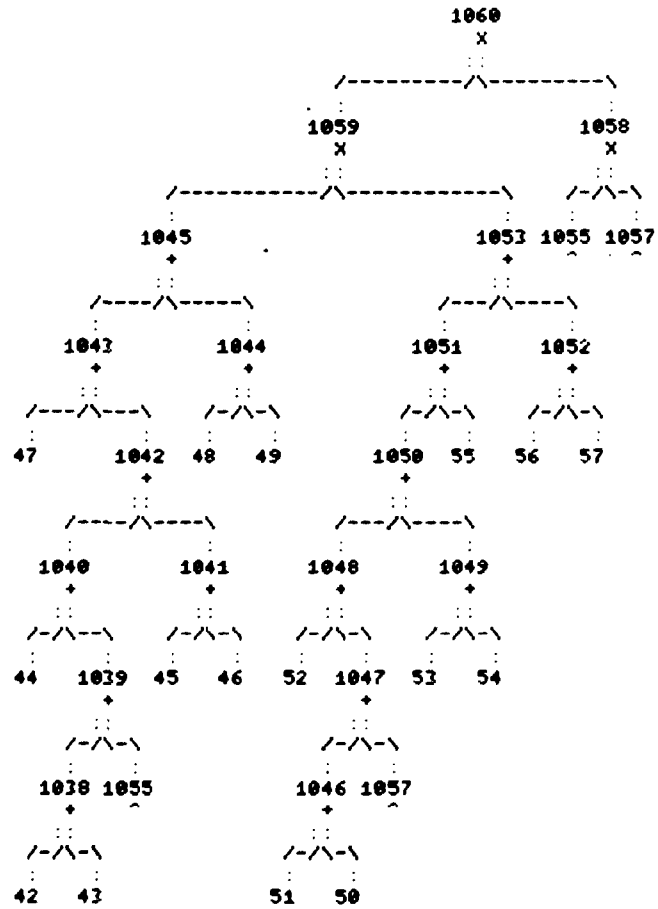 1060
X
1059 1058
X X
1045 1053 1055 1057
+ + ^ ^
1043 1044 1051 1052
+ + + +
47 1042 48 49 1050 55 56 57
+ +
1040 1041 1048 1049
+ + + +
44 1039 45 46 52 1047 53 54
+ +
1038 1055 1046 1057
+ ^ + ^
42 43 51 50